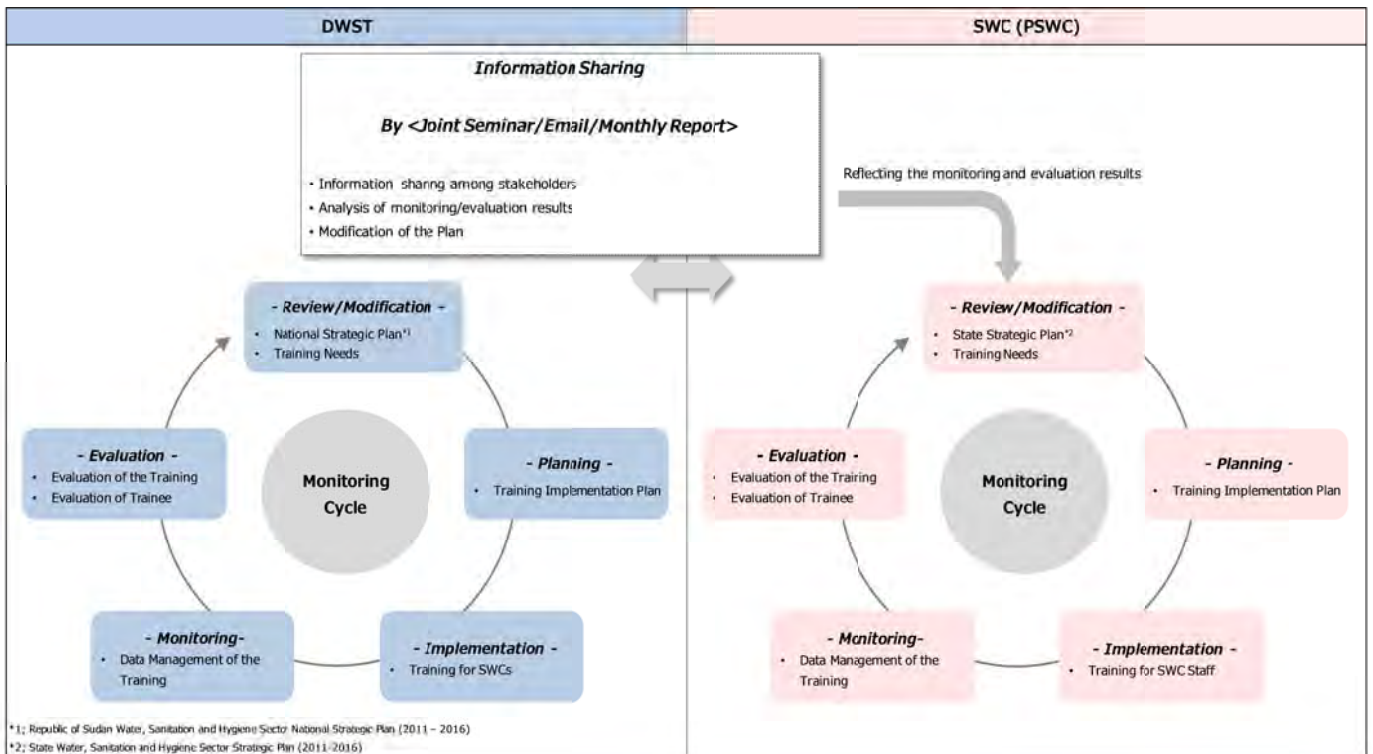 DWST
SWC (PSWC)
Information Sharing
By <Joint Seminar/Email/Monthly Report>
• Information sharing among stakeholders
• Analysis of monitoring/evaluation results
• Modification of the Plan
Reflecting the monitoring and evaluation results
- Review/Modification -
• National Strategic Plan*1
• Training Needs
- Evaluation -
• Evaluation of the Training
• Evaluation of Trainee
Monitoring
Cycle
- Planning -
• Training Implementation Plan
- Monitoring-
• Data Management of the
Training
- Implementation -
• Training for SWCs
- Review/Modification -
• State Strategic Plan*2
• Training Needs
- Evaluation -
• Evaluation of the Training
• Evaluation of Trainee
Monitoring
Cycle
- Planning -
• Training Implementation Plan
- Monitoring-
• Data Management of the
Training
- Implementation -
• Training for SWC Staff
*1; Republic of Sudan Water, Sanitation and Hygiene Sector National Strategic Plan (2011 – 2016)
*2; State Water, Sanitation and Hygiene Sector Strategic Plan (2011-2016)